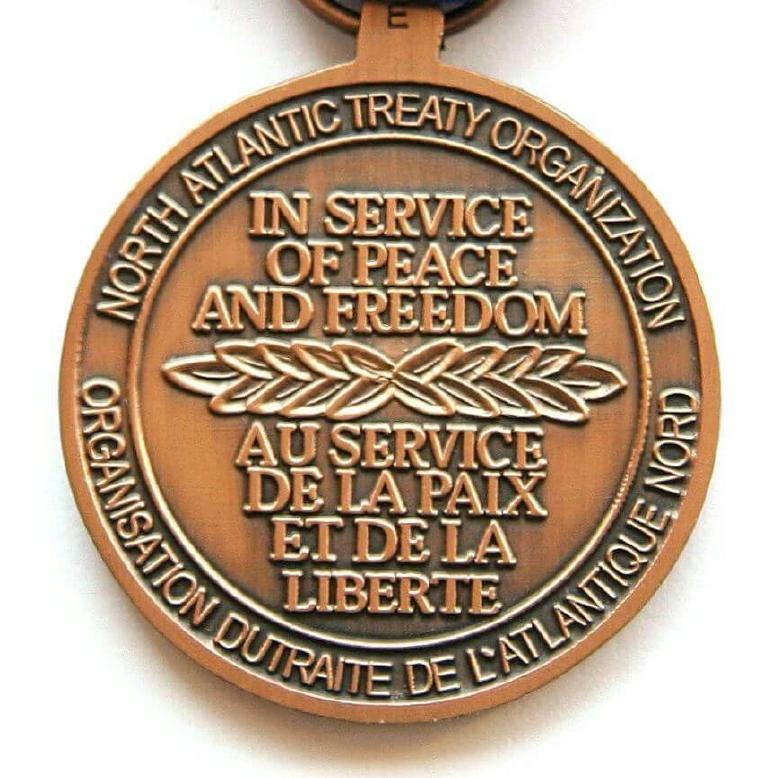 E
NORTH ATLANTIC TREATY ORGANIZATION
IN SERVICE
OF PEACE
AND FREEDOM
AU SERVICE
DE LA PAIX
ET DE LA
LIBERTE
ORGANISATION DUTRAITE DE L'ATLANTIQUE NORD